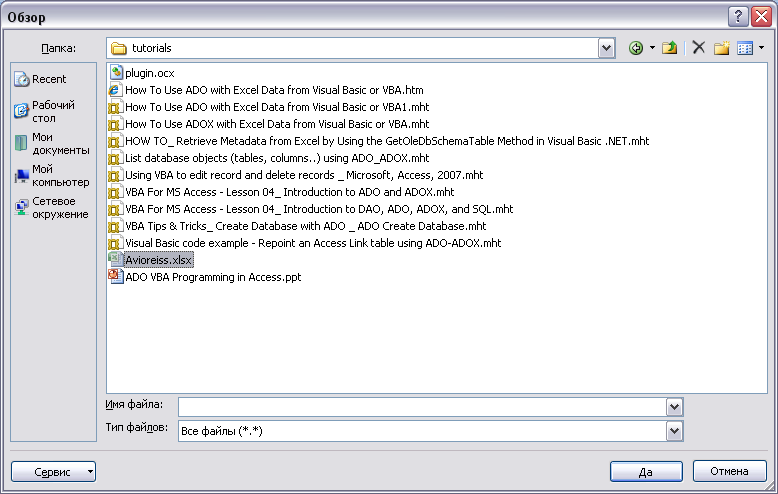 Обзор
Папка:
tutorials
Recent
Рабочий
стол
Мои
документы
Мой
компьютер
Сетевое
окружение
plugin.ocx
How To Use ADO with Excel Data from Visual Basic or VBA.htm
How To Use ADO with Excel Data from Visual Basic or VBA1.mht
How To Use ADOX with Excel Data from Visual Basic or VBA.mht
HOW TO_ Retrieve Metadata from Excel by Using the GetOleDbSchemaTable Method in Visual Basic .NET.mht
List database objects (tables, columns..) using ADO_ADOX.mht
Using VBA to edit record and delete records _ Microsoft, Access, 2007.mht
VBA For MS Access - Lesson 04_ Introduction to ADO and ADOX.mht
VBA For MS Access - Lesson 04_ Introduction to DAO, ADO, ADOX, and SQL.mht
VBA Tips & Tricks_ Create Database with ADO _ ADO Create Database.mht
Visual Basic code example - Repoint an Access Link table using ADO-ADOX.mht
Avioreiss.xlsx
ADO VBA Programming in Access.ppt
Имя файла:
Тип файлов:
Все файлы (*.*)
Сервис
Да
Отмена